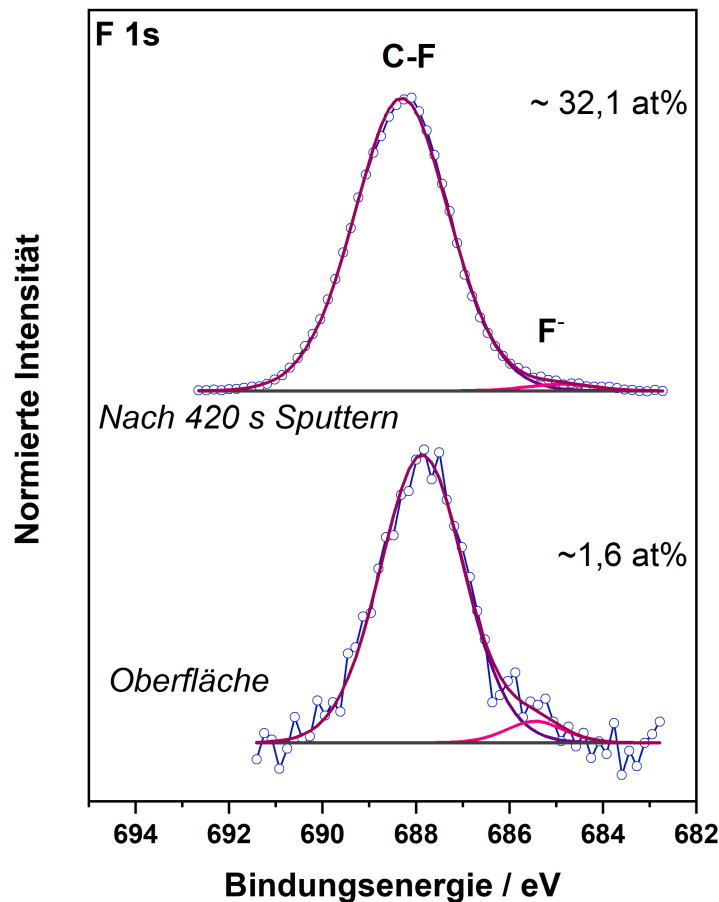 F 1s
C-F
~ 32,1 at%
F⁻
Nach 420 s Sputtern
~1,6 at%
Oberfläche
Normierte Intensität
694 692 690 688 686 684 682
Bindungsenergie / eV